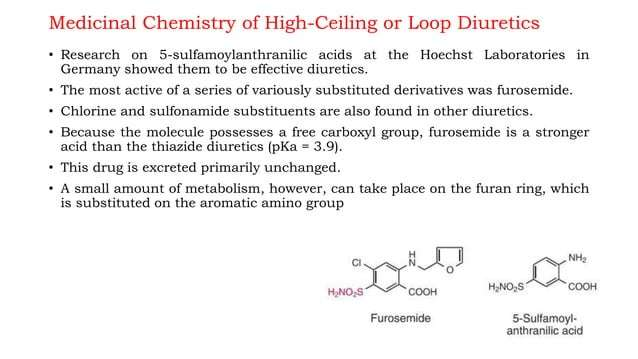 Medicinal Chemistry of High-Ceiling or Loop Diuretics
• Research on 5-sulfamoylanthranilic acids at the Hoechst Laboratories in
Germany showed them to be effective diuretics.
• The most active of a series of variously substituted derivatives was furosemide.
• Chlorine and sulfonamide substituents are also found in other diuretics.
• Because the molecule possesses a free carboxyl group, furosemide is a stronger
acid than the thiazide diuretics (pKa = 3.9).
• This drug is excreted primarily unchanged.
• A small amount of metabolism, however, can take place on the furan ring, which
is substituted on the aromatic amino group
Cl
H
N
O
H₂NO₂S
COOH
Furosemide
NH₂
H₂NO₂S
COOH
5-Sulfamoyl-
anthranilic acid